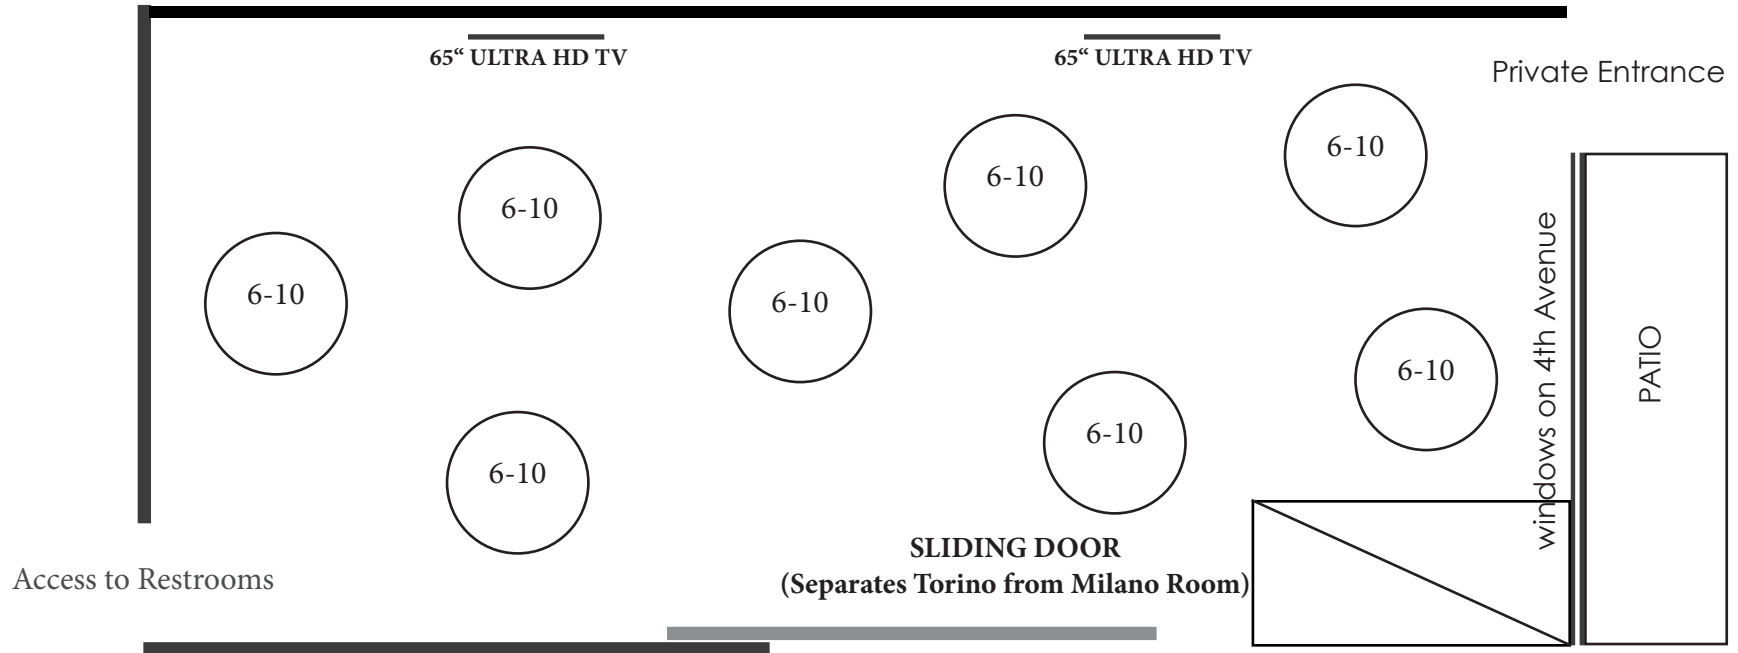 65“ ULTRA HD TV
65“ ULTRA HD TV
Private Entrance
6-10
6-10
6-10
6-10
6-10
6-10
6-10
6-10
windows on 4th Avenue
PATIO
SLIDING DOOR
(Separates Torino from Milano Room)
Access to Restrooms